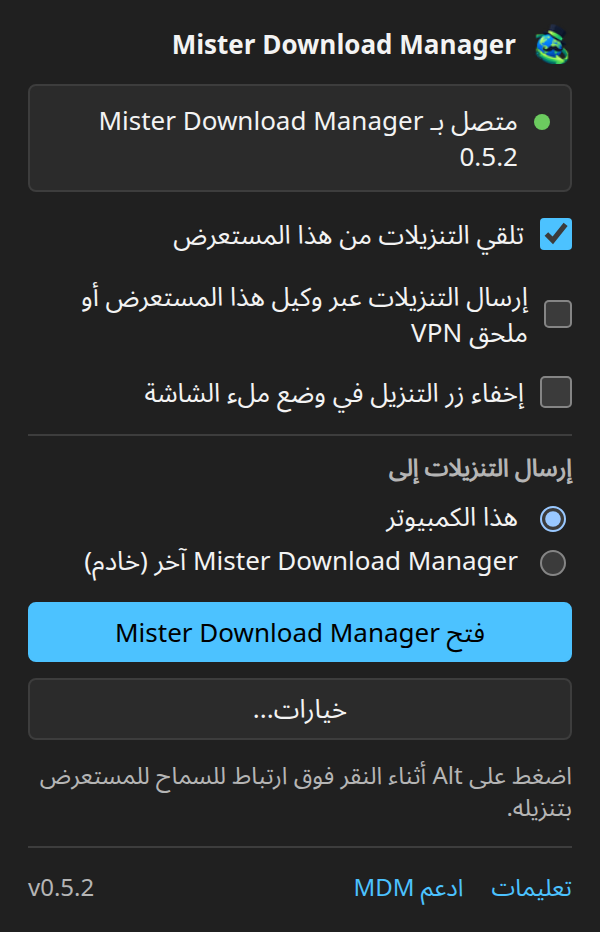 Mister Download Manager
متصل بـ Mister Download Manager
0.5.2
تلقي التنزيلات من هذا المستعرض
إرسال التنزيلات عبر وكيل هذا المستعرض أو
ملحق VPN
إخفاء زر التنزيل في وضع ملء الشاشة
إرسال التنزيلات إلى
هذا الكمبيوتر
Mister Download Manager آخر (خادم)
فتح Mister Download Manager
خيارات...
اضغط على Alt أثناء النقر فوق ارتباط للسماح للمستعرض
بتنزيله.
تعليمات ادعم MDM v0.5.2